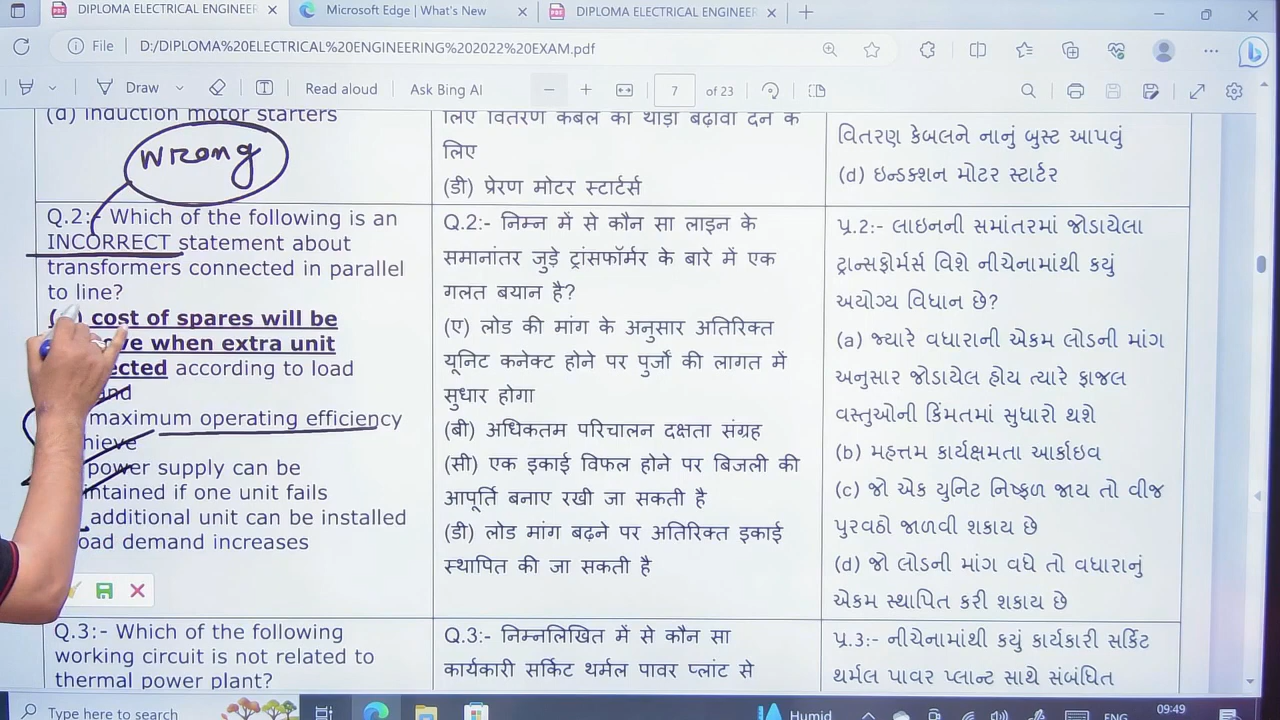 DIPLOMA ELECTRICAL ENGINEER
Microsoft Edge | What's New
DIPLOMA ELECTRICAL ENGINEER
File
D:/DIPLOMA%20ELECTRICAL%20ENGINEERING%202022%20EXAM.pdf
Draw
Read aloud
Ask Bing AI
7
of 23
(d) induction motor starters
wrong
Q.2:- Which of the following is an
INCORRECT statement about
transformers connected in parallel
to line?
cost of spares will be
when extra unit
according to load
maximum operating efficiency
power supply can be
if one unit fails
additional unit can be installed
demand increases
Q.3:- Which of the following
working circuit is not related to
thermal power plant?
लिए वितरण केबल को थोड़ा बढ़ावा देने के
लिए
(डी) प्रेरण मोटर स्टार्टर्स
Q.2:- निम्न में से कौन सा लाइन के
समानांतर जुड़े ट्रांसफॉर्मर के बारे में एक
गलत बयान है?
(ए) लोड की मांग के अनुसार अतिरिक्त
यूनिट कनेक्ट होने पर पुर्जों की लागत में
सुधार होगा
(बी) अधिकतम परिचालन दक्षता संग्रह
(सी) एक इकाई विफल होने पर बिजली की
आपूर्ति बनाए रखी जा सकती है
(डी) लोड मांग बढ़ने पर अतिरिक्त इकाई
स्थापित की जा सकती है
Q.3:- निम्नलिखित में से कौन सा
कार्यकारी सर्किट थर्मल पावर प्लांट से
વિતરણ કેબલને નાનું બુસ્ટ આપવું
(d) ઇન્ડક્શન મોટર સ્ટાર્ટર
પ્ર.2:- લાઇનની સમાંતરમાં જોડાયેલા
ટ્રાન્સફોર્મર્સ વિશે નીચેનામાંથી કયું
અયોગ્ય વિધાન છે?
(a) જ્યારે વધારાની એકમ લોડની માંગ
અનુસાર જોડાયેલ હોય ત્યારે ફાજલ
વસ્તુઓની કિંમતમાં સુધારો થશે
(b) મહત્તમ કાર્યક્ષમતા આર્કાઇવ
(c) જો એક યુનિટ નિષ્ફળ જાય તો વીજ
પુરવઠો જાળવી શકાય છે
(d) જો લોડની માંગ વધે તો વધારાનું
એકમ સ્થાપિત કરી શકાય છે
પ્ર.3:- નીચેનામાંથી કયું કાર્યકારી સર્કિટ
થર્મલ પાવર પ્લાન્ટ સાથે સંબંધિત
Type here to search
Humid
ENG
09:49